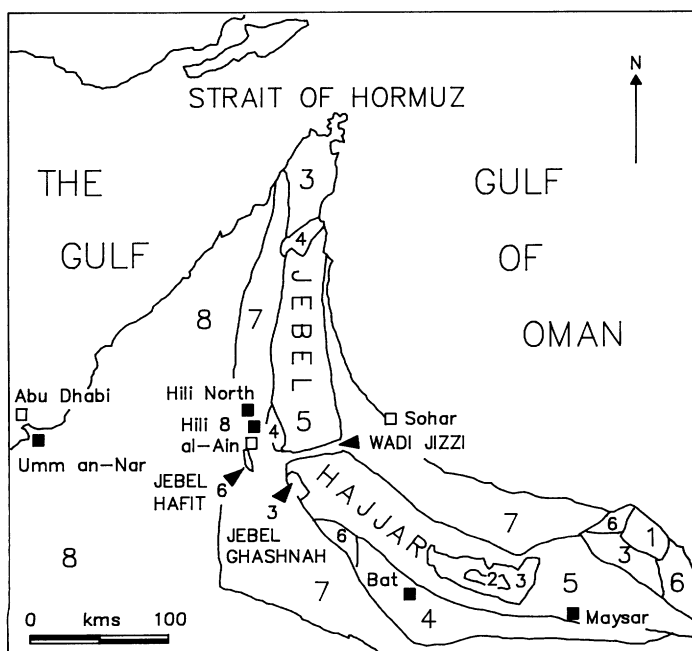 STRAIT OF HORMUZ
N
THE
GULF
GULF
OF
OMAN
3
4
JEBEL
8
7
5
Abu Dhabi
Umm an-Nar
Hili North
Hili 8
al-Ain
4
Sohar
WADI JIZZI
JEBEL
HAFIT
6
3
JEBEL
GHASHNAH
HAJJAR
6
7
6
1
3
6
2
3
5
8
7
Bat
4
Maysar
0 kms 100